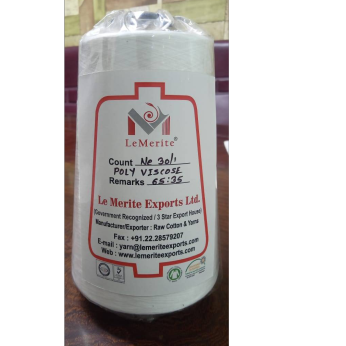 LeMerite®
Count Ne 30/1
POLY VISCOSE
Remarks 65:35
Le Merite Exports Ltd.
(Government Recognized / 3 Star Export House)
Manufacturer/Exporter : Raw Cotton & Yarns
Fax : +91.22.28579207
E-mail : yarn@lemeriteexports.com
Web : www.lemeriteexports.com